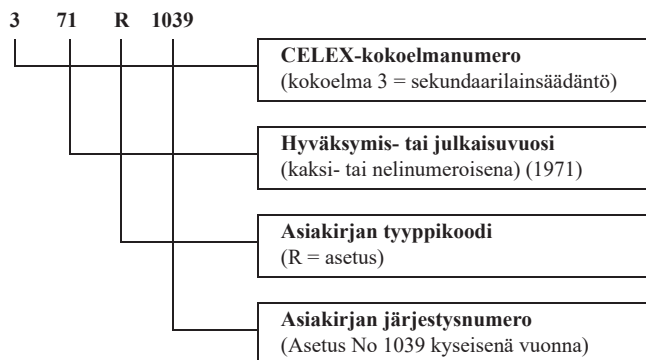 3 71 R 1039
CELEX-kokoelmanumero
(kokoelma 3 = sekundaarilainsäädäntö)
Hyväksymis- tai julkaisuvuosi
(kaksi- tai nelinumeroisena) (1971)
Asiakirjan tyyppikoodi
(R = asetus)
Asiakirjan järjestysnumero
(Asetus No 1039 kyseisenä vuonna)